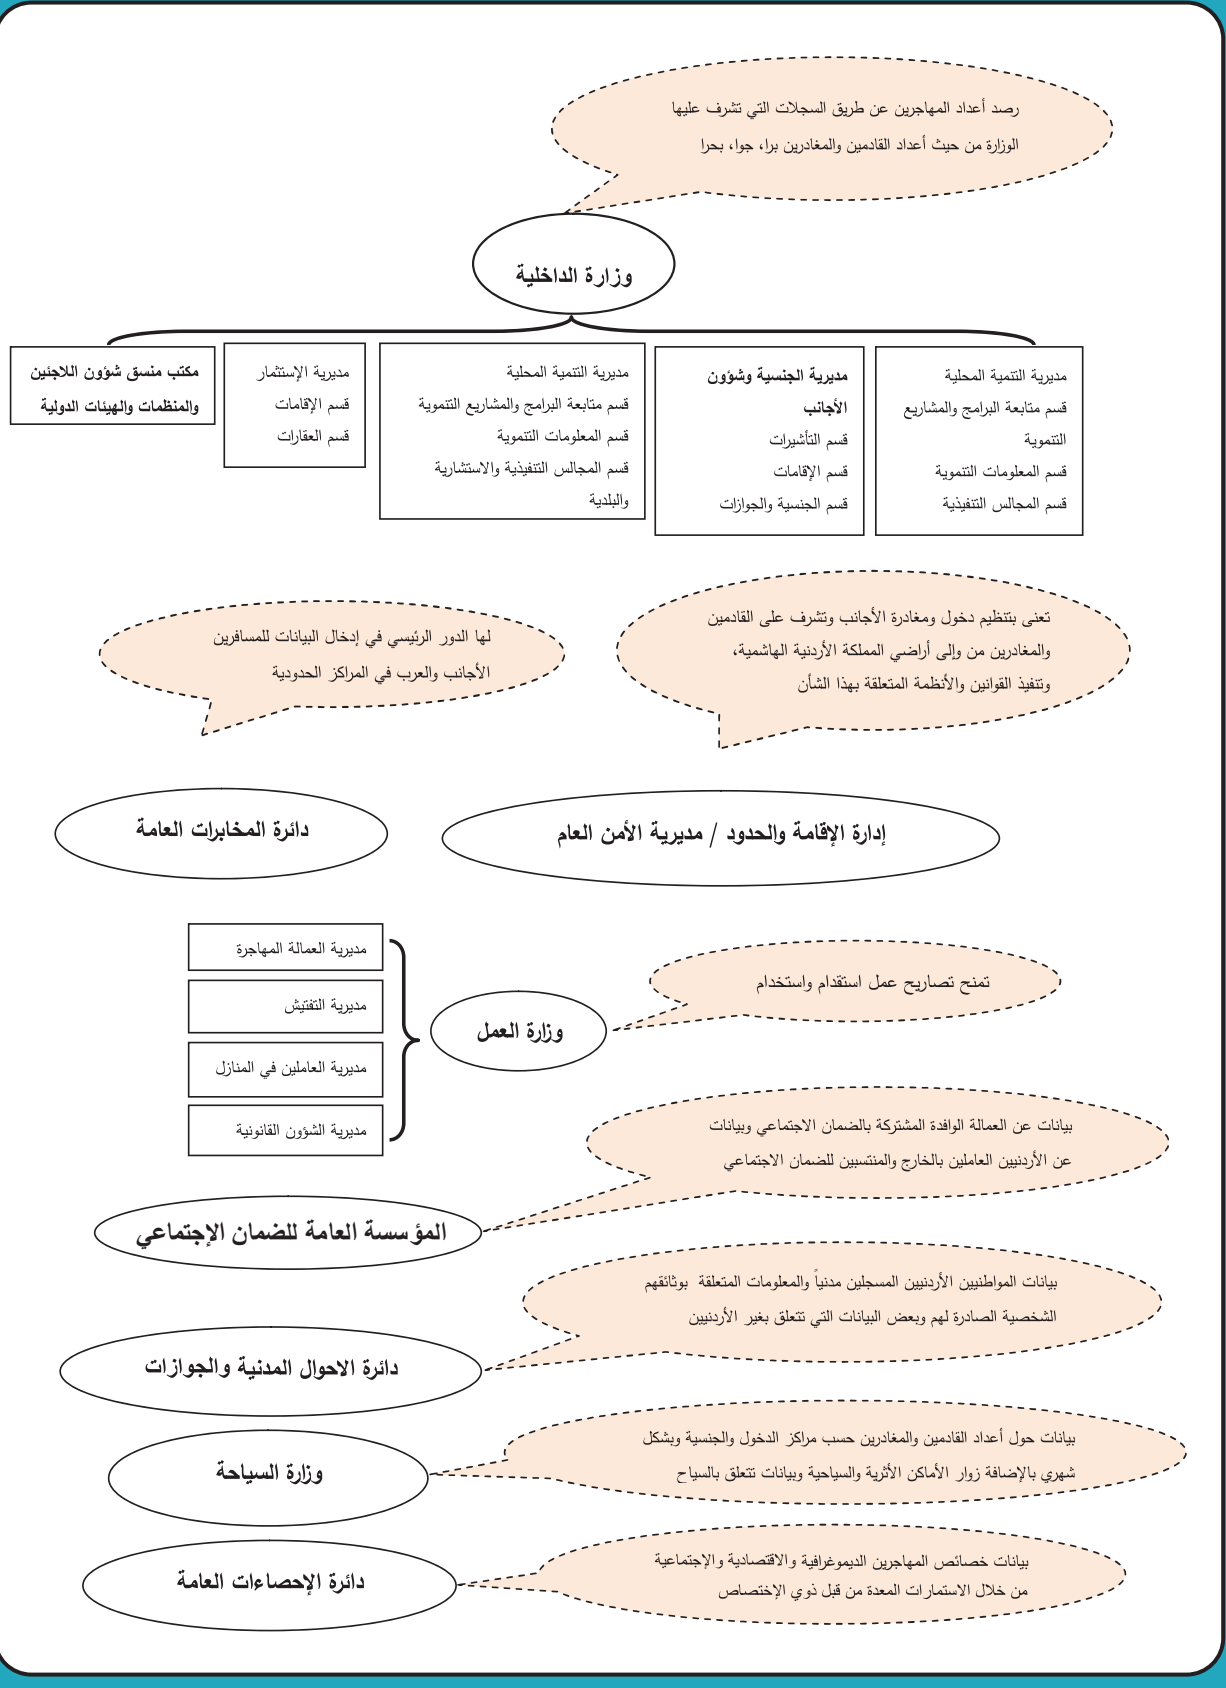 رصد أعداد المهاجرين عن طريق السجلات التي تشرف عليها
الوزارة من حيث أعداد القادمين والمغادرين برا، جوا، بحرا
وزارة الداخلية
مديرية التنمية المحلية
قسم متابعة البرامج والمشاريع
التنموية
قسم المعلومات التنموية
قسم المجالس التنفيذية
مديرية الجنسية وشؤون
الأجانب
قسم التأشيرات
قسم الإقامات
قسم الجنسية والجوازات
مديرية التنمية المحلية
قسم متابعة البرامج والمشاريع التنموية
قسم المعلومات التنموية
قسم المجالس التنفيذية والاستشارية
والبلدية
مديرية الإستثمار
قسم الإقامات
قسم العقارات
مكتب منسق شؤون اللاجئين
والمنظمات والهيئات الدولية
تعنى بتنظيم دخول ومغادرة الأجانب وتشرف على القادمين
والمغادرين من وإلى أراضي المملكة الأردنية الهاشمية،
وتنفيذ القوانين والأنظمة المتعلقة بهذا الشأن
لها الدور الرئيسي في إدخال البيانات للمسافرين
الأجانب والعرب في المراكز الحدودية
إدارة الإقامة والحدود / مديرية الأمن العام
دائرة المخابرات العامة
تمنح تصاريح عمل استقدام واستخدام
وزارة العمل
مديرية العمالة المهاجرة
مديرية التفتيش
مديرية العاملين في المنازل
مديرية الشؤون القانونية
بيانات عن العمالة الوافدة المشتركة بالضمان الاجتماعي وبيانات
عن الأردنيين العاملين بالخارج والمنتسبين للضمان الاجتماعي
المؤسسة العامة للضمان الإجتماعي
بيانات المواطنيين الأردنيين المسجلين مدنياً والمعلومات المتعلقة بوثائقهم
الشخصية الصادرة لهم وبعض البيانات التي تتعلق بغير الأردنيين
دائرة الاحوال المدنية والجوازات
بيانات حول أعداد القادمين والمغادرين حسب مراكز الدخول والجنسية وبشكل
شهري بالإضافة زوار الأماكن الأثرية والسياحية وبيانات تتعلق بالسياح
وزارة السياحة
بيانات خصائص المهاجرين الديموغرافية والاقتصادية والإجتماعية
من خلال الاستمارات المعدة من قبل ذوي الإختصاص
دائرة الإحصاءات العامة